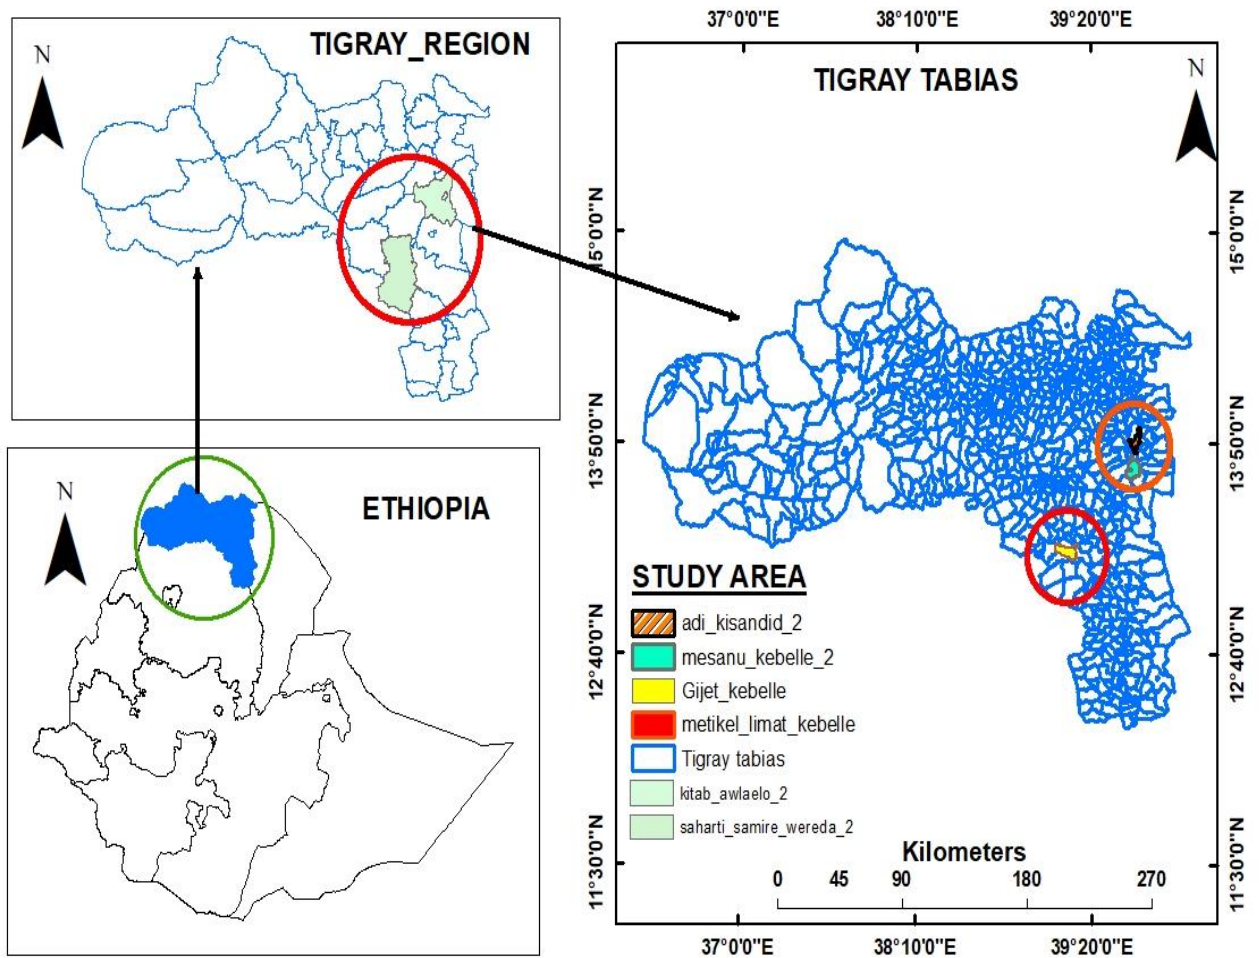 N
TIGRAY_REGION
N
ETHIOPIA
37°0'0"E 38°10'0"E 39°20'0"E
TIGRAY TABIAS
N
15°0'0"N
13°50'0"N
12°40'0"N
11°30'0"N
15°0'0"N
13°50'0"N
12°40'0"N
11°30'0"N
STUDY AREA
adi_kisandid_2
mesanu_kebelle_2
Gijet_kebelle
metikel_limat_kebelle
Tigray tabias
kitab_awlaelo_2
saharti_samire_wereda_2
Kilometers
0 45 90 180 270
37°0'0"E 38°10'0"E 39°20'0"E